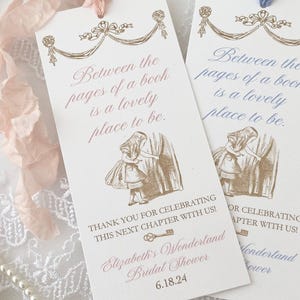 Between the
pages of a book
is a lovely
place to be.
THANK YOU FOR CELEBRATING
THIS NEXT CHAPTER WITH US!
Elizabeth's Wonderland
Bridal Shower
6.18.24
Between the
pages of a book
is a lovely
place to be.
THANK YOU FOR CELEBRATING
THIS NEXT CHAPTER WITH US!
Wonderland
Shower